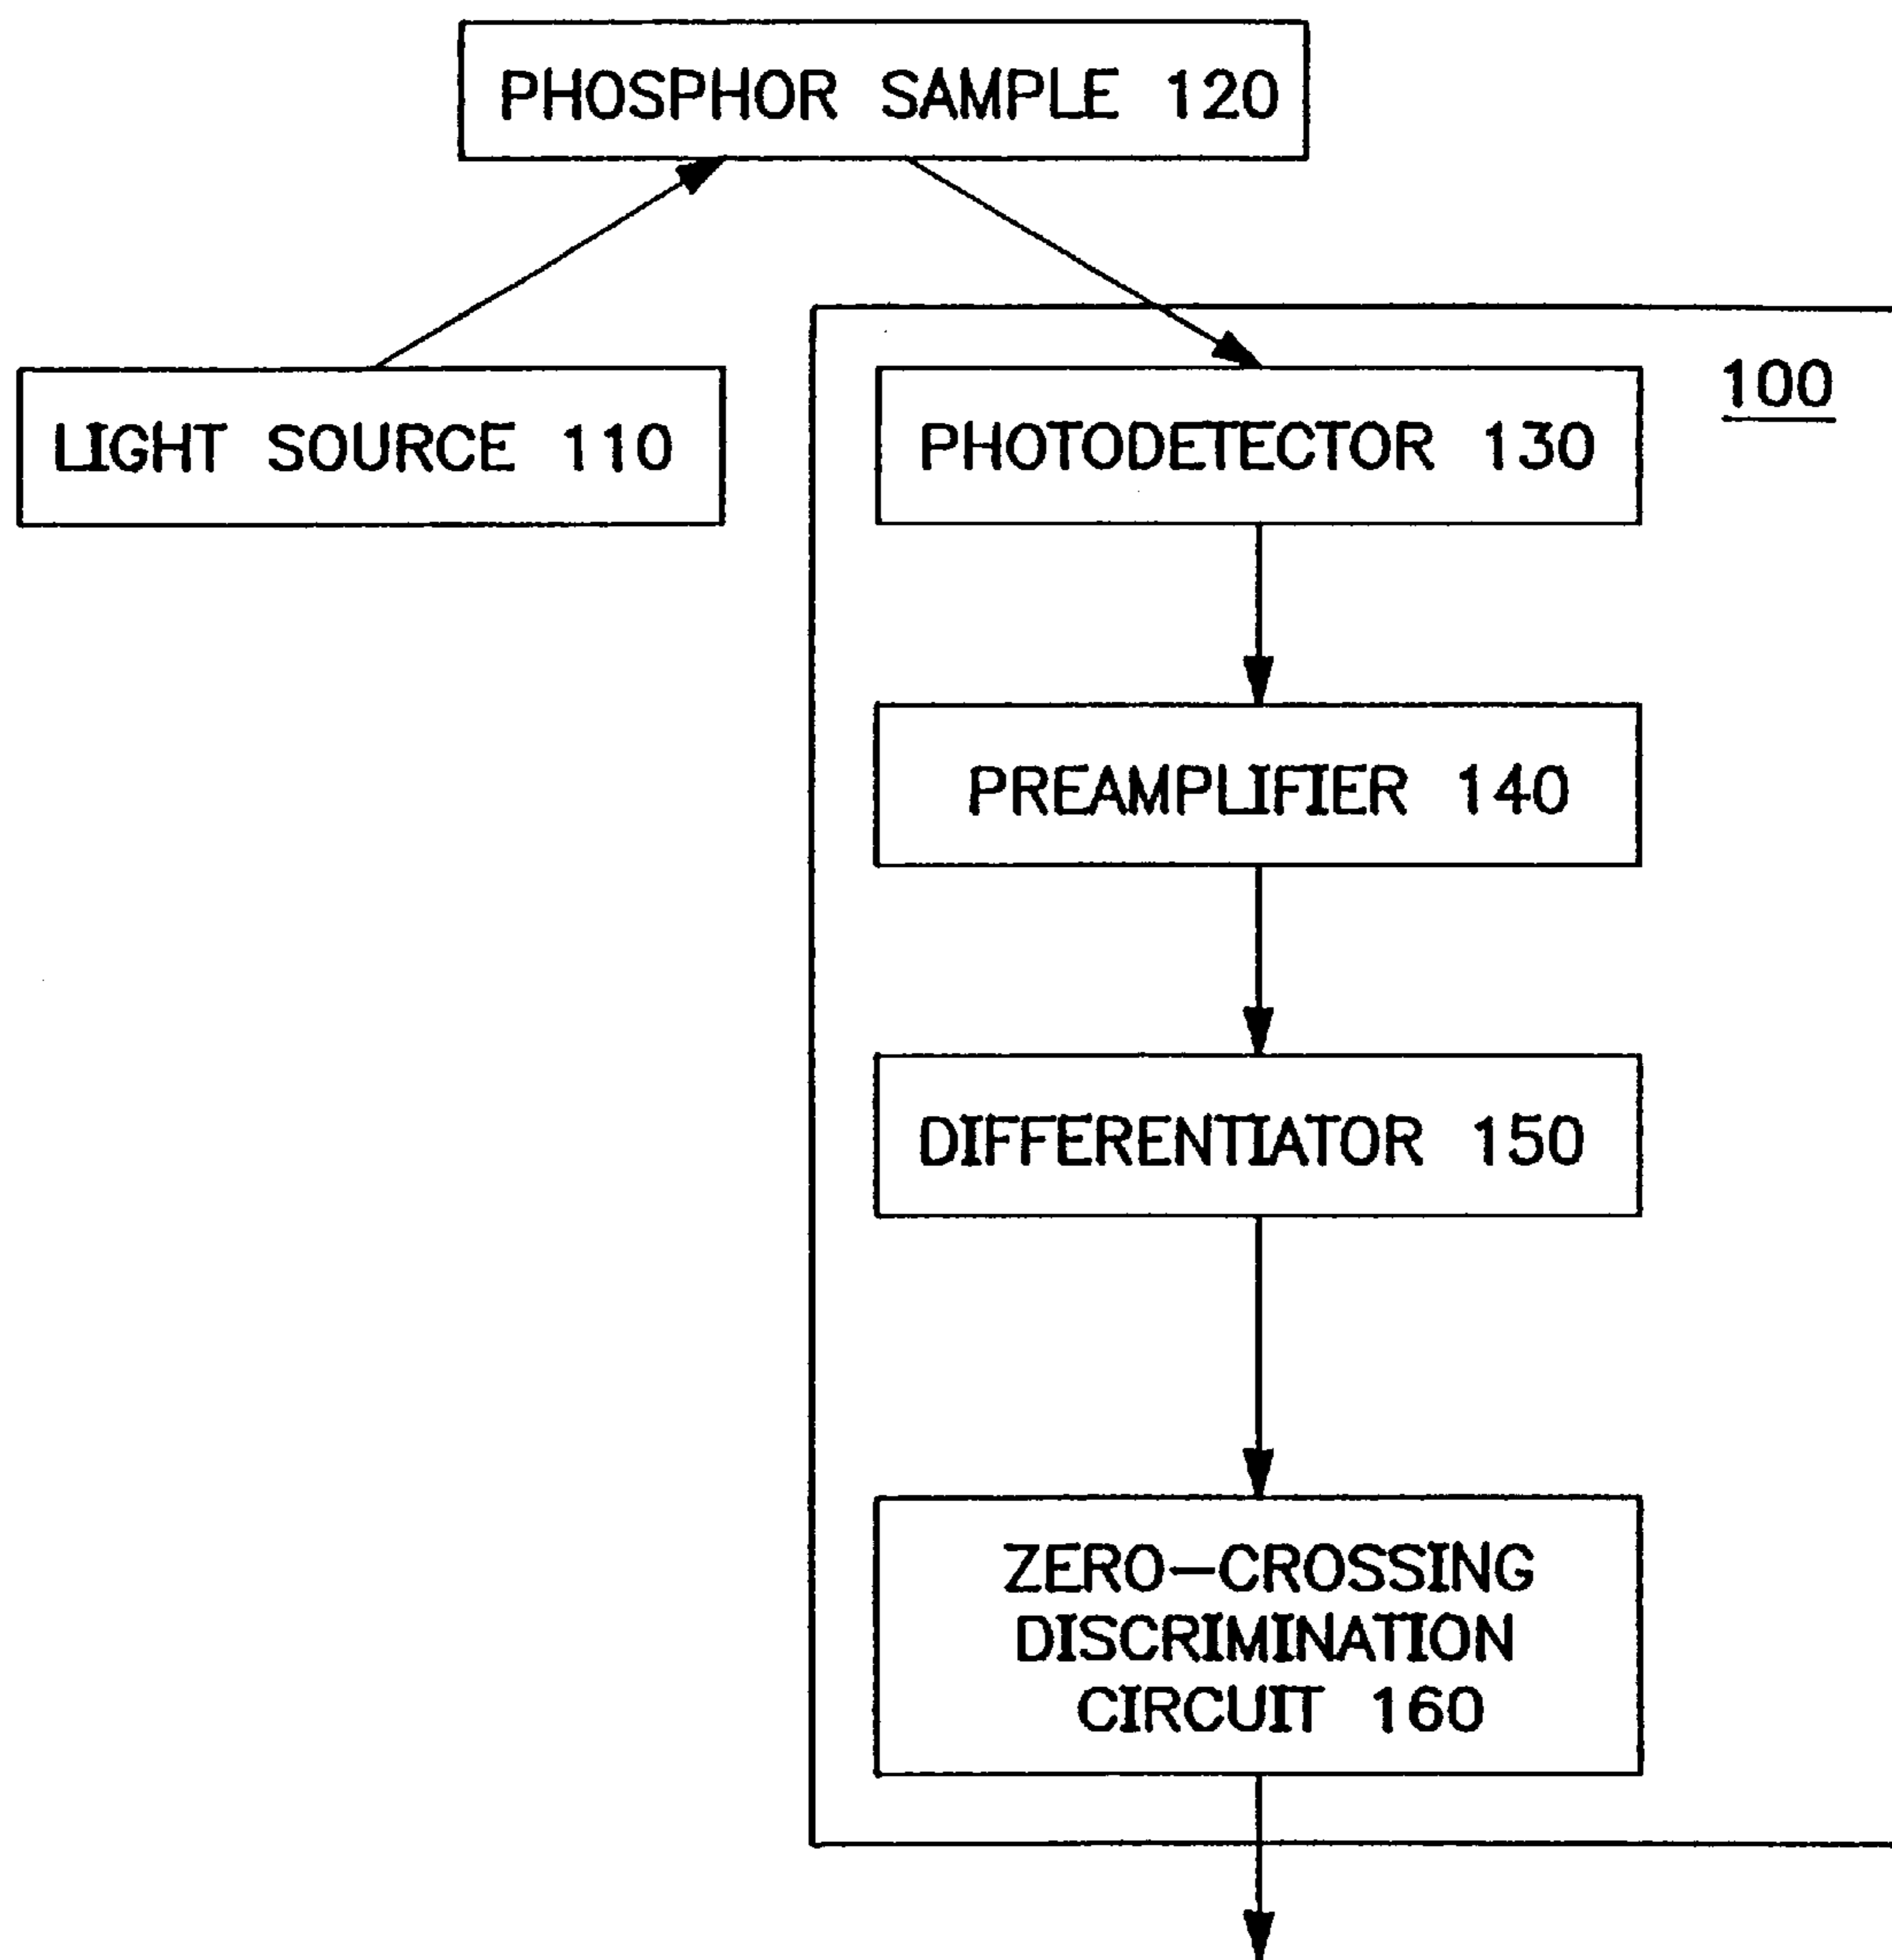 PHOSPHOR SAMPLE 120
LIGHT SOURCE 110
100
PHOTODETECTOR 130
PREAMPLIFIER 140
DIFFERENTIATOR 150
ZERO–CROSSING
DISCRIMINATION
CIRCUIT 160